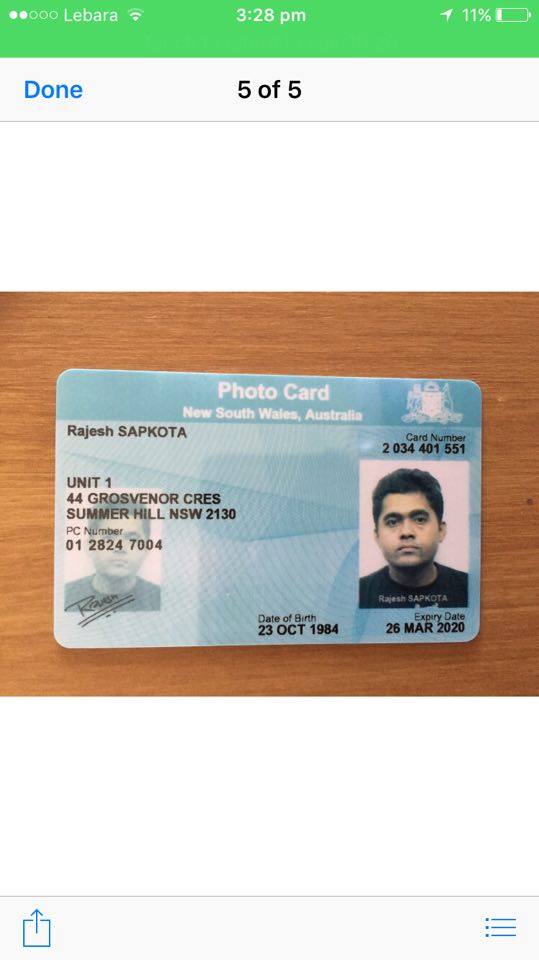 Lebara
3:28 pm
11%
Done
5 of 5
Photo Card
New South Wales, Australia
Rajesh SAPKOTA
Card Number
2 034 401 551
UNIT 1
44 GROSVENOR CRES
SUMMER HILL NSW 2130
PC Number
01 2824 7004
Rajesh SAPKOTA
Date of Birth
23 OCT 1984
Expiry Date
26 MAR 2020